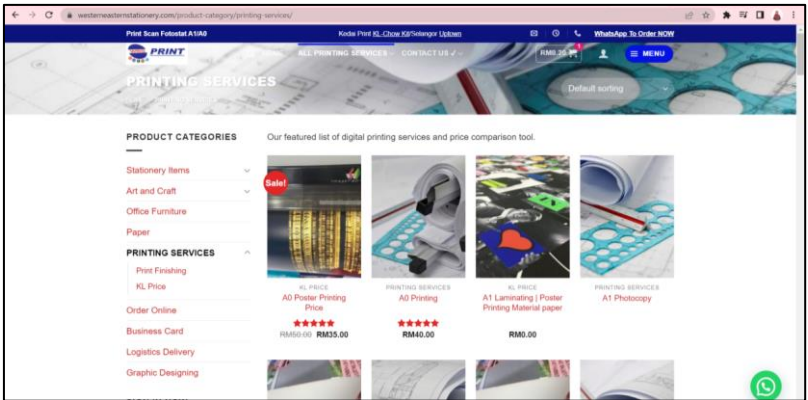 westerneasternstationery.com/product-category/printing-services/
Print Scan Fotostat A1/A0
Kedai Print KL-Chow Kit/Selangor Uptown
WhatsApp To Order NOW
PRINT
ALL PRINTING SERVICES
CONTACT US
1
MENU
PRINTING SERVICES
Default sorting
PRODUCT CATEGORIES
Our featured list of digital printing services and price comparison tool.
Stationery Items
Art and Craft
Office Furniture
Paper
PRINTING SERVICES
Print Finishing
KL Price
Order Online
Business Card
Logistics Delivery
Graphic Designing
Sale!
KL PRICE
A0 Poster Printing
Price
RM50.00 RM35.00
PRINTING SERVICES
A0 Printing
RM40.00
KL PRICE
A1 Laminating | Poster
Printing Material paper
RM0.00
PRINTING SERVICES
A1 Photocopy